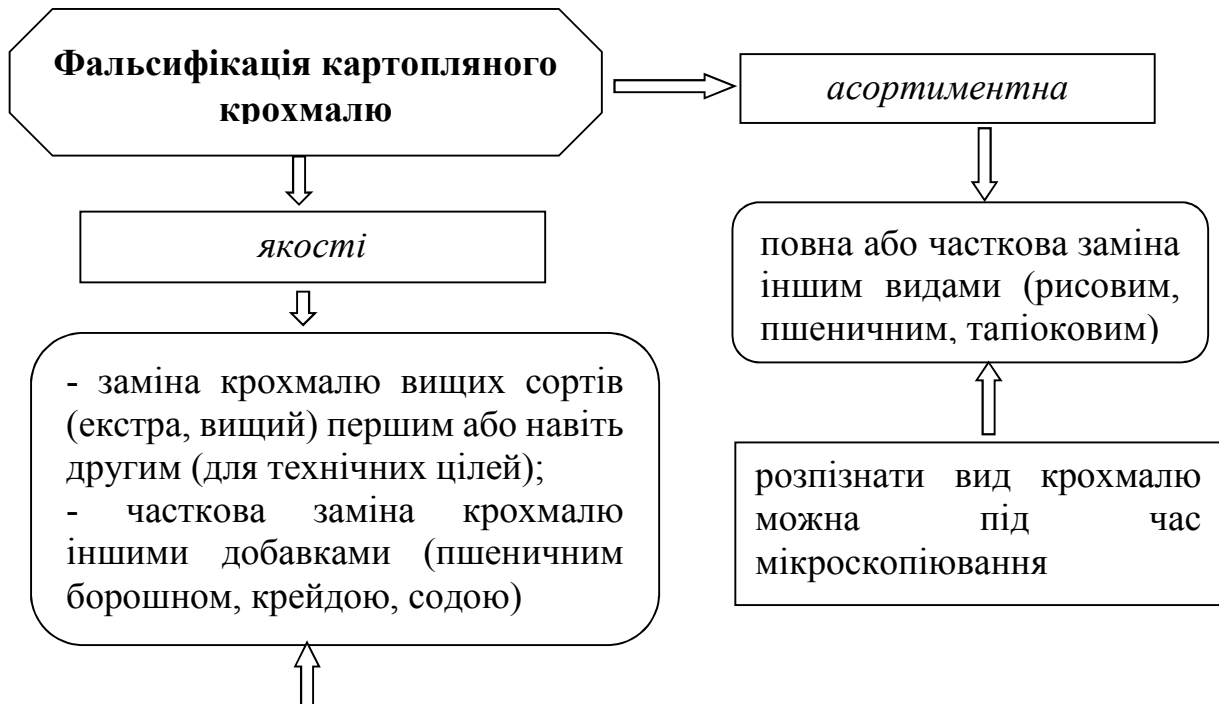 Фальсифікація картопляного
крохмалю
асортиментна
якості
повна або часткова заміна
іншим видами (рисовим,
пшеничним, тапіоковим)
- заміна крохмалю вищих сортів
(екстра, вищий) першим або навіть
другим (для технічних цілей);
- часткова заміна крохмалю
іншими добавками (пшеничним
борошном, крейдою, содою)
розпізнати вид крохмалю
можна під час
мікроскопіювання